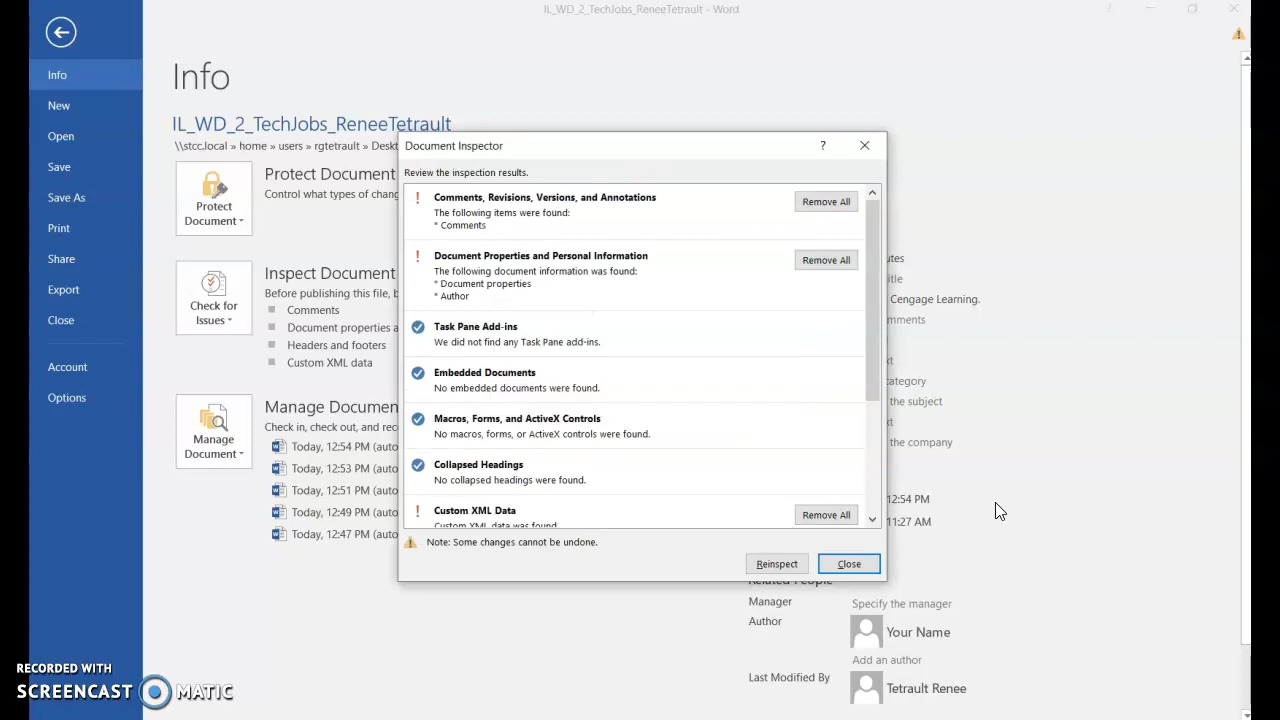 IL_WD_2_TechJobs_ReneeTetrault - Word
?
Info
New
Open
Save
Save As
Print
Share
Export
Close
Account
Options
Info
IL_WD_2_TechJobs_ReneeTetrault
\\stcc.local » home » users » rgtetrault » Deskt
Protect Document
Protect Document
Control what types of chang
Check for Issues
Inspect Document
Before publishing this file, b
Comments
Document properties a
Headers and footers
Custom XML data
Manage Document
Manage Documen
Check in, check out, and rec
Today, 12:54 PM (auto
Today, 12:53 PM (auto
Today, 12:51 PM (auto
Today, 12:49 PM (auto
Today, 12:47 PM (auto
Document Inspector
?
Review the inspection results.
! Comments, Revisions, Versions, and Annotations
Remove All
The following items were found:
* Comments
! Document Properties and Personal Information
Remove All
The following document information was found:
* Document properties
* Author
Task Pane Add-ins
We did not find any Task Pane add-ins.
Embedded Documents
No embedded documents were found.
Macros, Forms, and ActiveX Controls
No macros, forms, or ActiveX controls were found.
Collapsed Headings
No collapsed headings were found.
! Custom XML Data
Remove All
Custom XML data was found
Note: Some changes cannot be undone.
Reinspect
Close
utes
itle
Cengage Learning.
mments
xt
ategory
the subject
xt
the company
12:54 PM
11:27 AM
Related People
Manager
Specify the manager
Author
Your Name
Add an author
Last Modified By
Tetrault Renee
RECORDED WITH
SCREENCAST MATIC